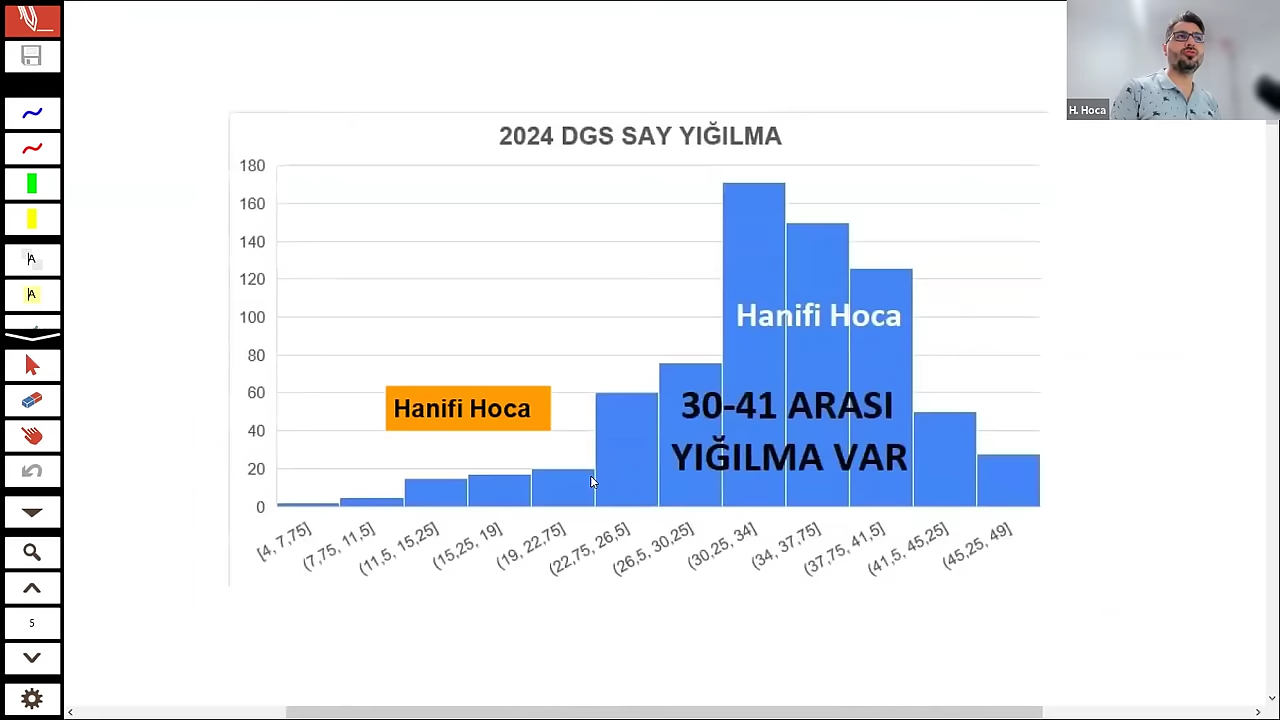 H. Hoca
2024 DGS SAY YIĞILMA
180
160
140
120
100
80
60
40
20
0
Hanifi Hoca
Hanifi Hoca
30-41 ARASI
YIĞILMA VAR
[4, 7,75]
(7,75, 11,5]
(11,5, 15,25]
(15,25, 19]
(19, 22,75]
(22,75, 26,5]
(26,5, 30,25]
(30,25, 34]
(34, 37,75]
(37,75, 41,5]
(41,5, 45,25]
(45,25, 49]
A
A
5